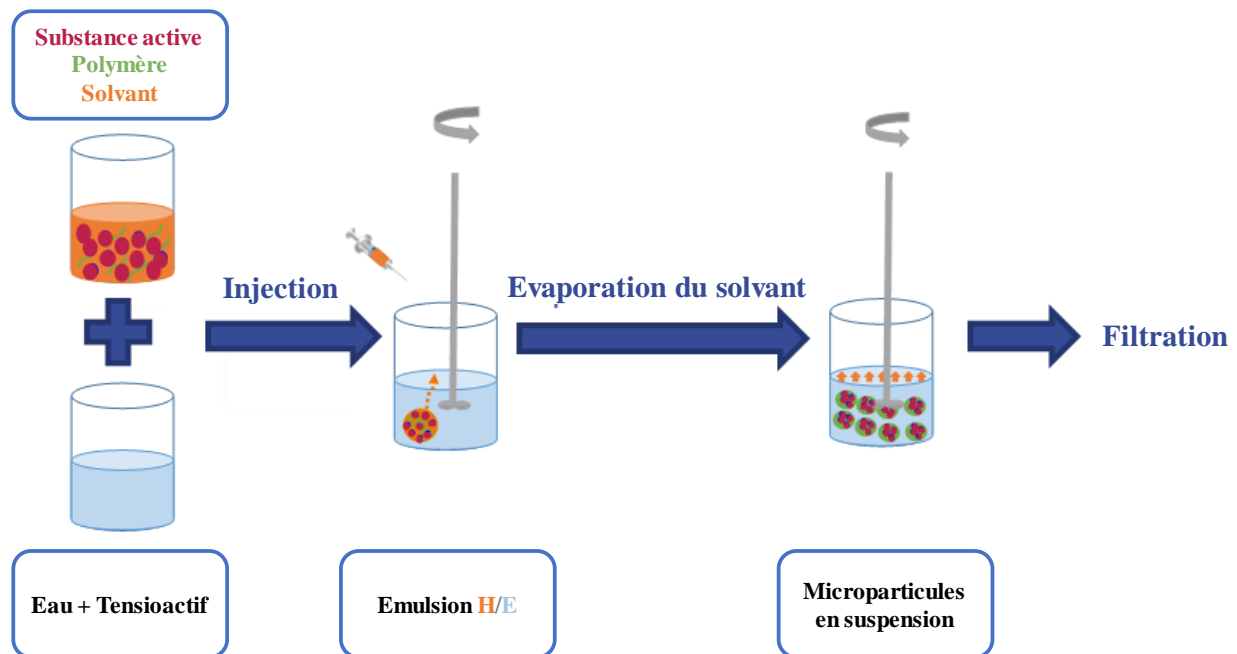 Substance active
Polymère
Solvant
Injection
Evaporation du solvant
Filtration
Eau + Tensioactif
Emulsion H/E
Microparticules
en suspension